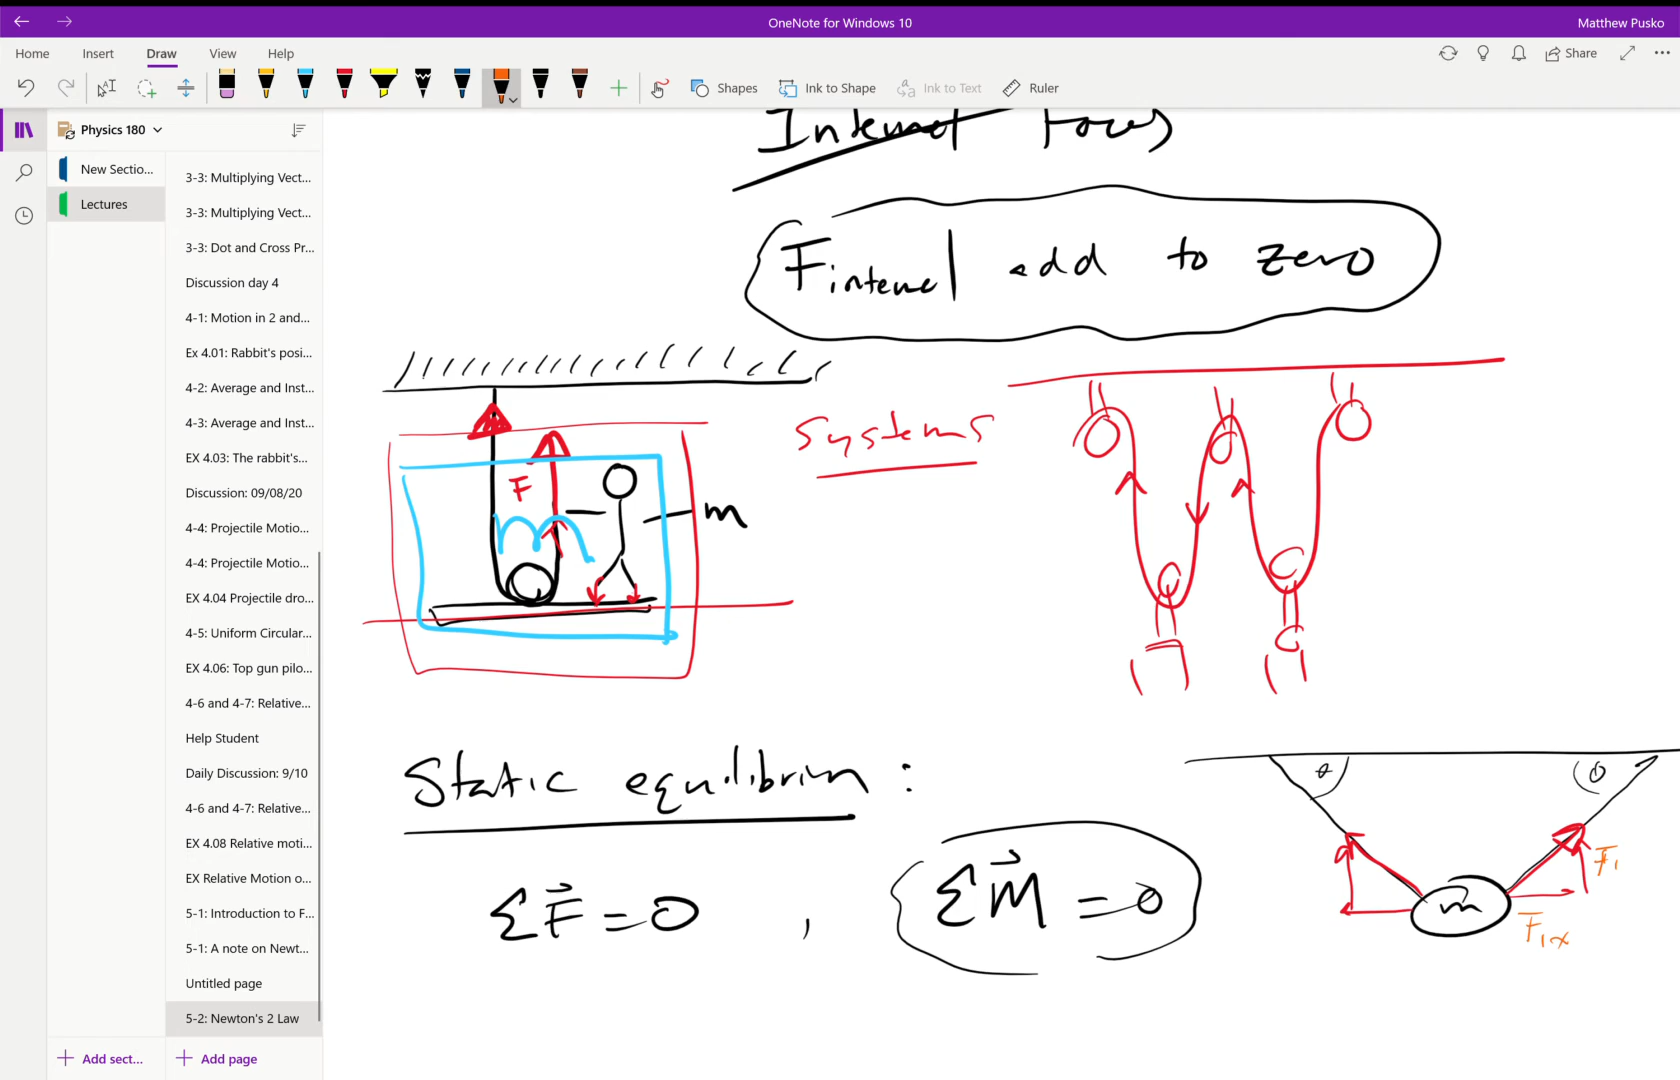 OneNote for Windows 10
Matthew Pusko
Home Insert Draw View Help
Share
Shapes Ink to Shape Ink to Text Ruler
Physics 180
New Sectio...
Lectures
3-3: Multiplying Vect...
3-3: Multiplying Vect...
3-3: Dot and Cross Pr...
Discussion day 4
4-1: Motion in 2 and...
Ex 4.01: Rabbit's posi...
4-2: Average and Inst...
4-3: Average and Inst...
EX 4.03: The rabbit's...
Discussion: 09/08/20
4-4: Projectile Motio...
4-4: Projectile Motio...
EX 4.04 Projectile dro...
4-5: Uniform Circular...
EX 4.06: Top gun pilo...
4-6 and 4-7: Relative...
Help Student
Daily Discussion: 9/10
4-6 and 4-7: Relative...
EX 4.08 Relative moti...
EX Relative Motion o...
5-1: Introduction to F...
5-1: A note on Newt...
Untitled page
5-2: Newton's 2 Law
Add sect...
Add page
F internal add to zero
Systems
F
m
m
Static equilibrium :
ΣF⃗ = 0 , ΣM⃗ = 0
θ
m
F₁
F₁ₓ